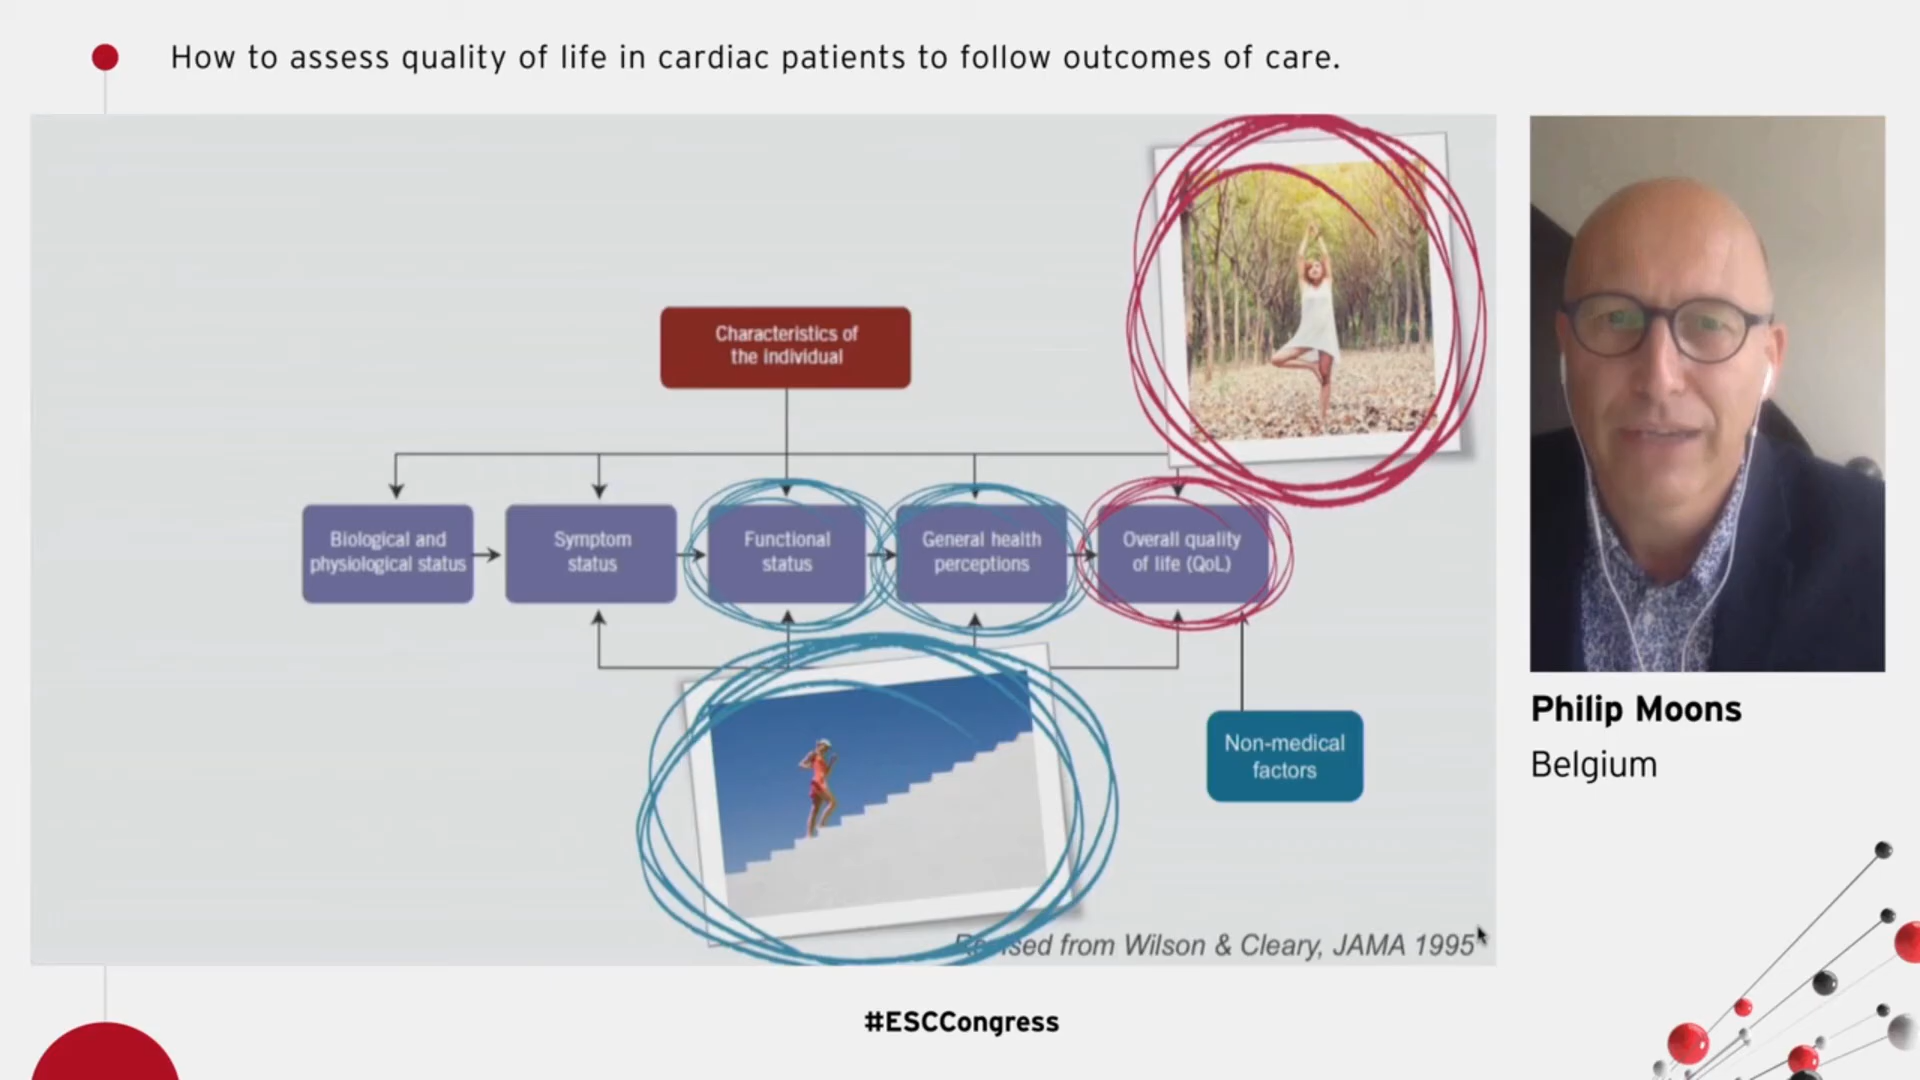 How to assess quality of life in cardiac patients to follow outcomes of care.
Characteristics of
the individual
Biological and
physiological status
Symptom
status
Functional
status
General health
perceptions
Overall quality
of life (QoL)
Non-medical
factors
Revised from Wilson & Cleary, JAMA 1995
Philip Moons
Belgium
#ESCCongress